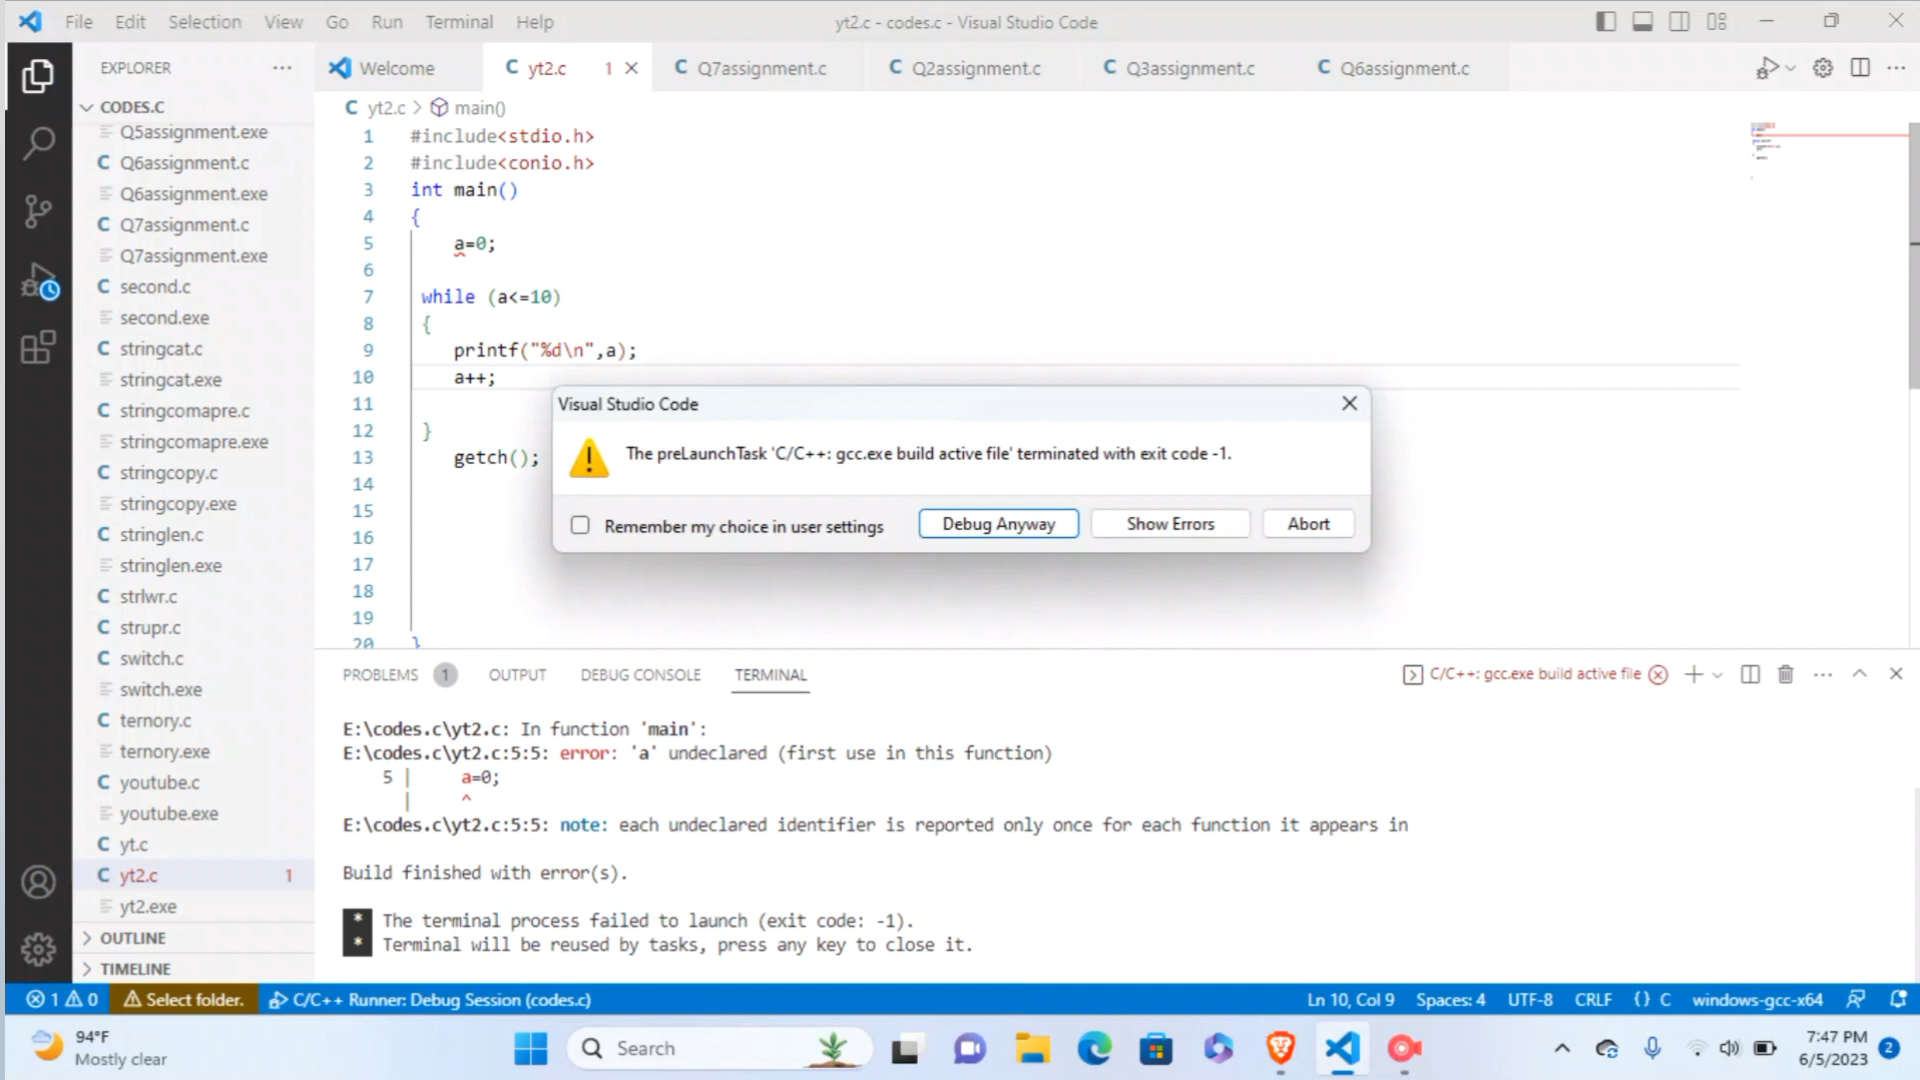 File Edit Selection View Go Run Terminal Help
yt2.c - codes.c - Visual Studio Code
EXPLORER
CODES.C
Q5assignment.exe
Q6assignment.c
Q6assignment.exe
Q7assignment.c
Q7assignment.exe
second.c
second.exe
stringcat.c
stringcat.exe
stringcomapre.c
stringcomapre.exe
stringcopy.c
stringcopy.exe
stringlen.c
stringlen.exe
strlwr.c
strupr.c
switch.c
switch.exe
ternory.c
ternory.exe
youtube.c
youtube.exe
yt.c
yt2.c 1
yt2.exe
OUTLINE
TIMELINE
Welcome C yt2.c 1 C Q7assignment.c C Q2assignment.c C Q3assignment.c C Q6assignment.c
C yt2.c > main()
1 #include<stdio.h>
2 #include<conio.h>
3 int main()
4 {
5 a=0;
6
7 while (a<=10)
8 {
9 printf("%d\n",a);
10 a++;
11
12 }
13 getch();
14
15
16
17
18
19
20 }
Visual Studio Code
The preLaunchTask 'C/C++: gcc.exe build active file' terminated with exit code -1.
Remember my choice in user settings Debug Anyway Show Errors Abort
PROBLEMS 1 OUTPUT DEBUG CONSOLE TERMINAL C/C++: gcc.exe build active file
E:\codes.c\yt2.c: In function 'main':
E:\codes.c\yt2.c:5:5: error: 'a' undeclared (first use in this function)
5 | a=0;
| ^
E:\codes.c\yt2.c:5:5: note: each undeclared identifier is reported only once for each function it appears in
Build finished with error(s).
* The terminal process failed to launch (exit code: -1).
* Terminal will be reused by tasks, press any key to close it.
1 0 Select folder. C/C++ Runner: Debug Session (codes.c) Ln 10, Col 9 Spaces: 4 UTF-8 CRLF {} C windows-gcc-x64
94°F
Mostly clear
Search
7:47 PM
6/5/2023
2